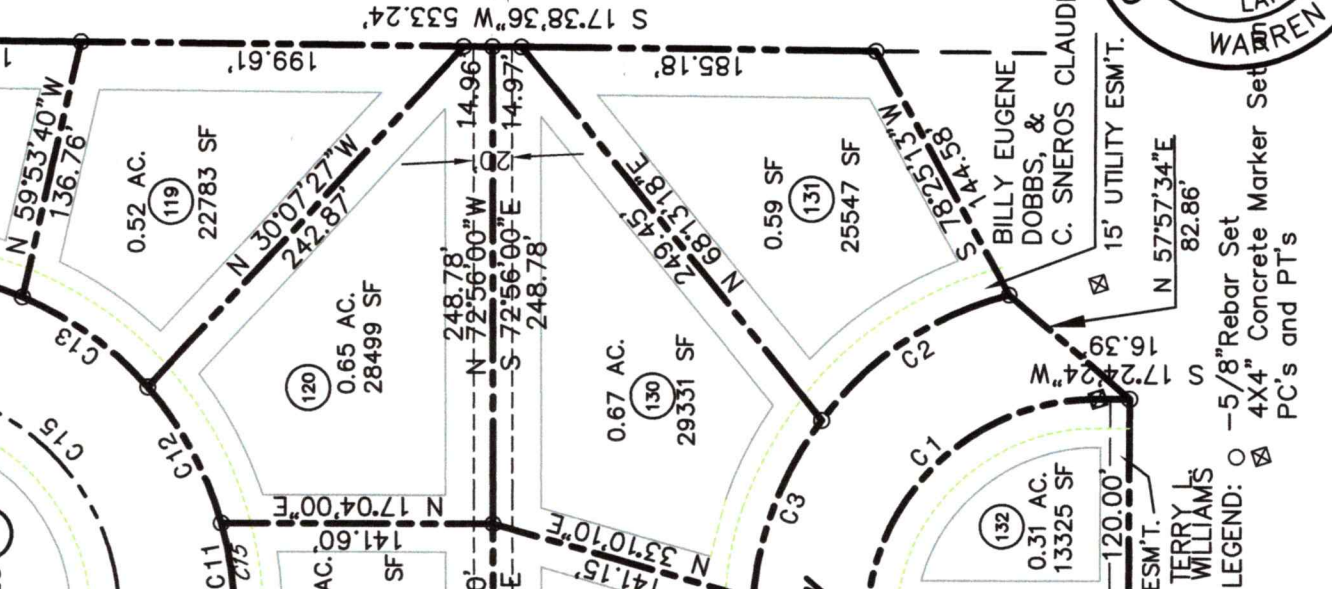 S 17°38'36"W 533.24'
199.61'
185.18'
14.96'
14.97'
20'
N 59°53'40"W
136.76'
0.52 AC.
119
22783 SF
N 30°07'27"W
242.87'
0.65 AC.
120
28499 SF
248.78'
N 72°56'00"W
S 72°56'00"E
248.78'
249.45'
N 68°13'18"E
0.59 SF
131
25547 SF
S 78°25'13"W
144.58'
BILLY EUGENE
DOBBS, &
C. SNEROS CLAUDI
15' UTILITY ESM'T.
N 57°57'34"E
82.86'
S 17°24'24"W
16.39
0.67 AC.
130
29331 SF
N 17°04'00"E
141.60'
AC.
SF
N 33°10'10"E
141.15'
C13
C12
C15
C11
C15
C2
C3
C1
132
0.31 AC.
13325 SF
120.00'
ESM'T.
TERRY L.
WILLIAMS
LEGEND:
-5/8"Rebar Set
4X4" Concrete Marker Set
PC's and PT's
WARREN